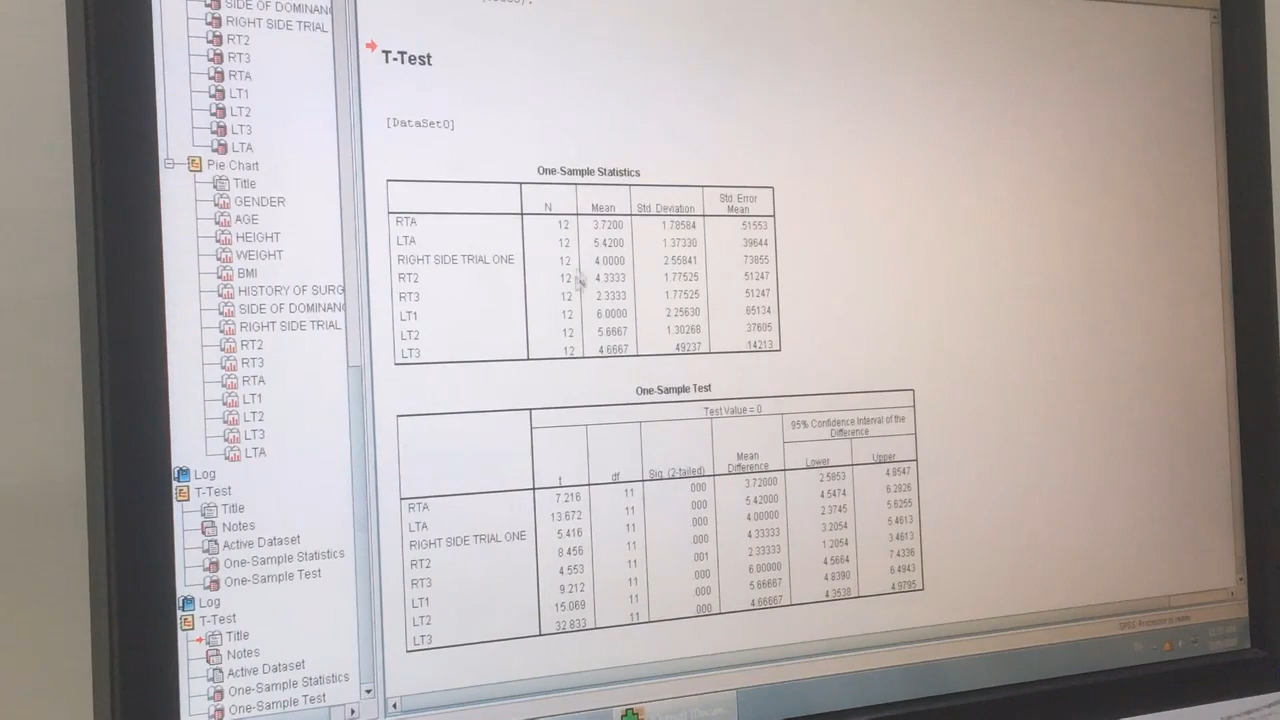 SIDE OF DOMINAN
RIGHT SIDE TRIAL
RT2
RT3
RTA
LT1
LT2
LT3
LTA
Pie Chart
Title
GENDER
AGE
HEIGHT
WEIGHT
BMI
HISTORY OF SURG
SIDE OF DOMINANC
RIGHT SIDE TRIAL
RT2
RT3
RTA
LT1
LT2
LT3
LTA
Log
T-Test
Title
Notes
Active Dataset
One-Sample Statistics
One-Sample Test
Log
T-Test
Title
Notes
Active Dataset
One-Sample Statistics
One-Sample Test
T-Test
[DataSet0]
One-Sample Statistics
N Mean Std. Deviation Std. Error Mean
RTA 12 3.7200 1.78584 .51553
LTA 12 5.4200 1.37330 .39644
RIGHT SIDE TRIAL ONE 12 4.0000 2.55841 .73855
RT2 12 4.3333 1.77525 .51247
RT3 12 2.3333 1.77525 .51247
LT1 12 6.0000 2.25630 .65134
LT2 12 5.6667 1.30268 .37605
LT3 12 4.6667 .49237 .14213
One-Sample Test
Test Value = 0
95% Confidence Interval of the Difference
t df Sig. (2-tailed) Mean Difference Lower Upper
RTA 7.216 11 .000 3.72000 2.5853 4.8547
LTA 13.672 11 .000 5.42000 4.5474 6.2926
RIGHT SIDE TRIAL ONE 5.416 11 .000 4.00000 2.3745 5.6255
RT2 8.456 11 .000 4.33333 3.2054 5.4613
RT3 4.553 11 .001 2.33333 1.2054 3.4613
LT1 9.212 11 .000 6.00000 4.5664 7.4336
LT2 15.069 11 .000 5.66667 4.8390 6.4943
LT3 32.833 11 .000 4.66667 4.3538 4.9795
SPSS Processor is ready